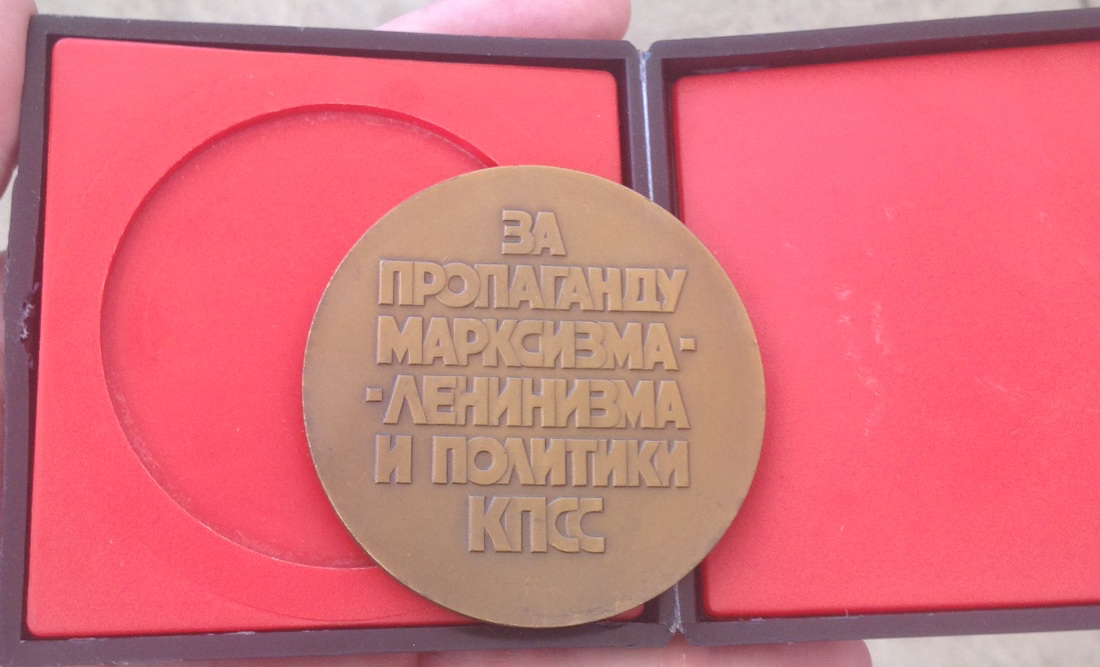 ЗА
ПРОПАГАНДУ
МАРКСИЗМА-
-ЛЕНИНИЗМА
И ПОЛИТИКИ
КПСС